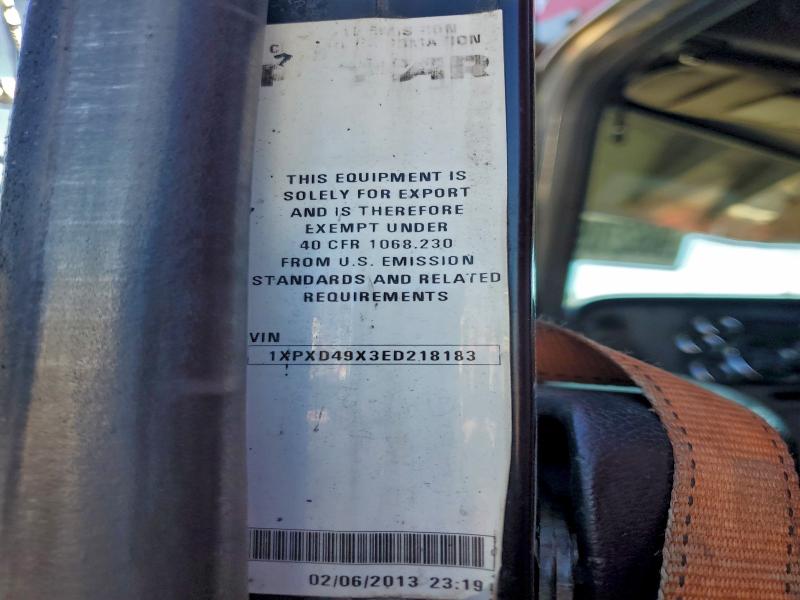 THIS EQUIPMENT IS
SOLELY FOR EXPORT
AND IS THEREFORE
EXEMPT UNDER
40 CFR 1068.230
FROM U.S. EMISSION
STANDARDS AND RELATED
REQUIREMENTS
VIN
1XPXD49X3ED218183
02/06/2013 23:19